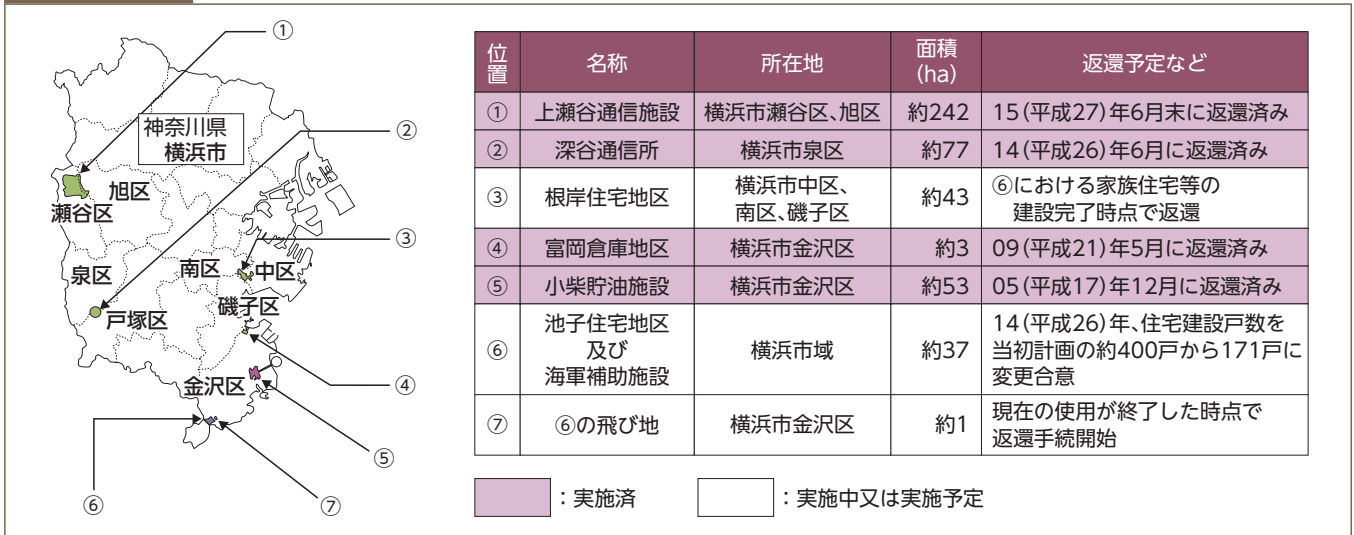 ①
②
③
④
⑤
⑥
⑦
神奈川県
横浜市
旭区
瀬谷区
泉区
南区
中区
磯子区
戸塚区
金沢区
位置 名称 所在地 面積(ha) 返還予定など
① 上瀬谷通信施設 横浜市瀬谷区、旭区 約242 15(平成27)年6月末に返還済み
② 深谷通信所 横浜市泉区 約77 14(平成26)年6月に返還済み
③ 根岸住宅地区 横浜市中区、南区、磯子区 約43 ⑥における家族住宅等の建設完了時点で返還
④ 富岡倉庫地区 横浜市金沢区 約3 09(平成21)年5月に返還済み
⑤ 小柴貯油施設 横浜市金沢区 約53 05(平成17)年12月に返還済み
⑥ 池子住宅地区及び海軍補助施設 横浜市域 約37 14(平成26)年、住宅建設戸数を当初計画の約400戸から171戸に変更合意
⑦ ⑥の飛び地 横浜市金沢区 約1 現在の使用が終了した時点で返還手続開始
：実施済 ：実施中又は実施予定